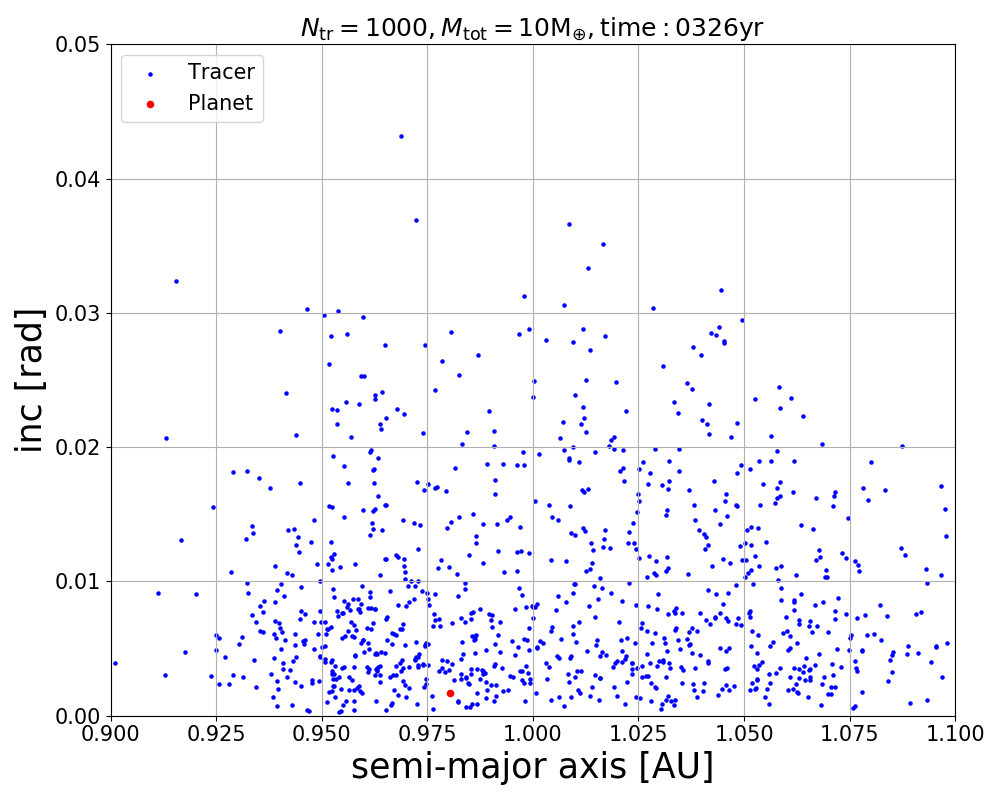 N_tr = 1000, M_tot = 10M_⊕, time : 0326yr
Tracer
Planet
0.05
0.04
0.03
0.02
0.01
0.00
inc [rad]
0.900 0.925 0.950 0.975 1.000 1.025 1.050 1.075 1.100
semi-major axis [AU]